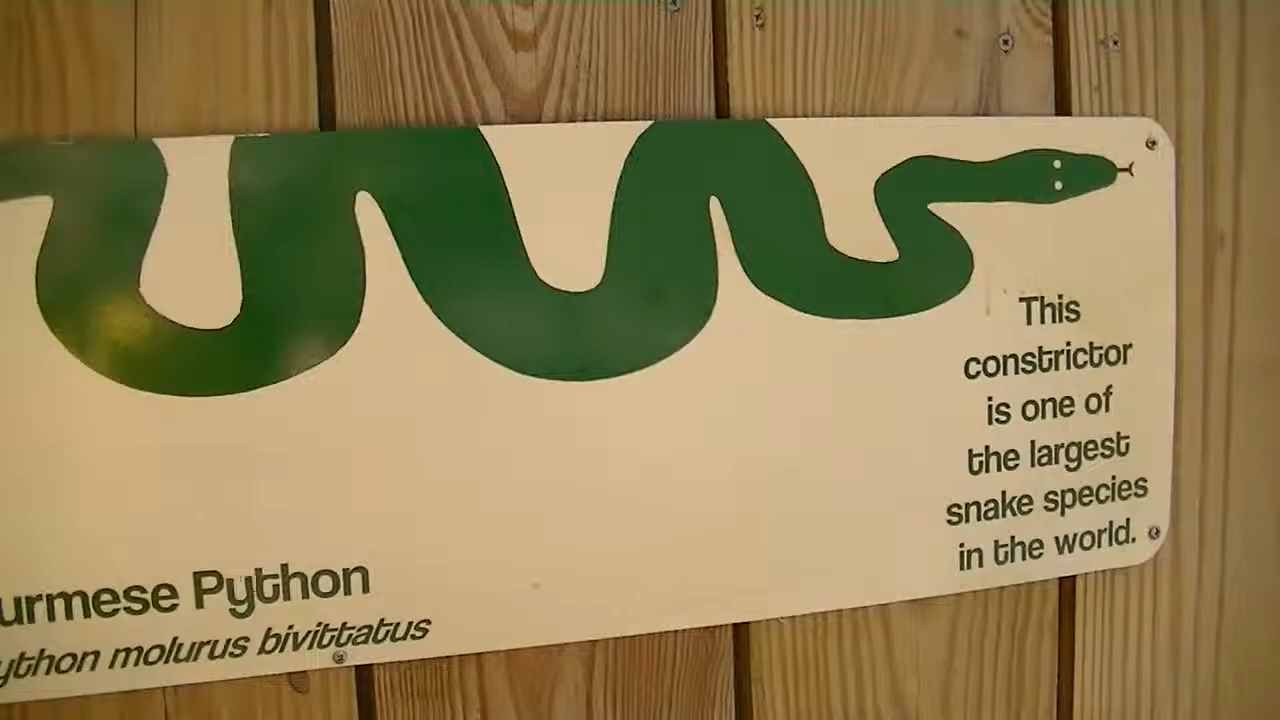 This
constrictor
is one of
the largest
snake species
in the world.
urmese Python
ython molurus bivittatus